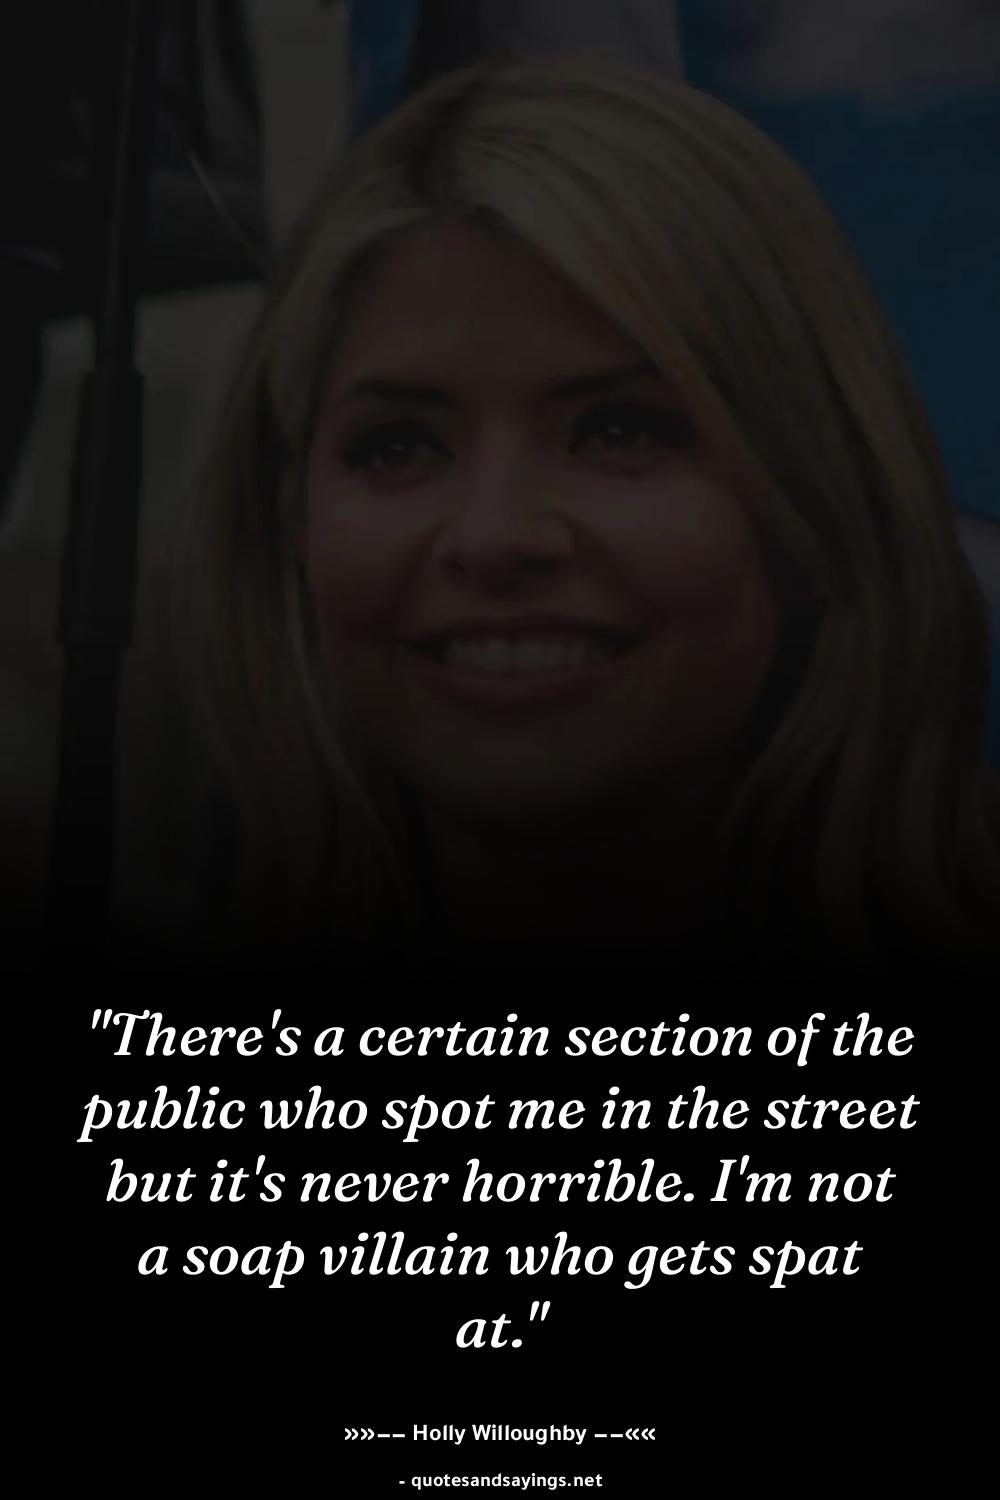 "There's a certain section of the
public who spot me in the street
but it's never horrible. I'm not
a soap villain who gets spat
at."
»»−− Holly Willoughby −−««
- quotesandsayings.net